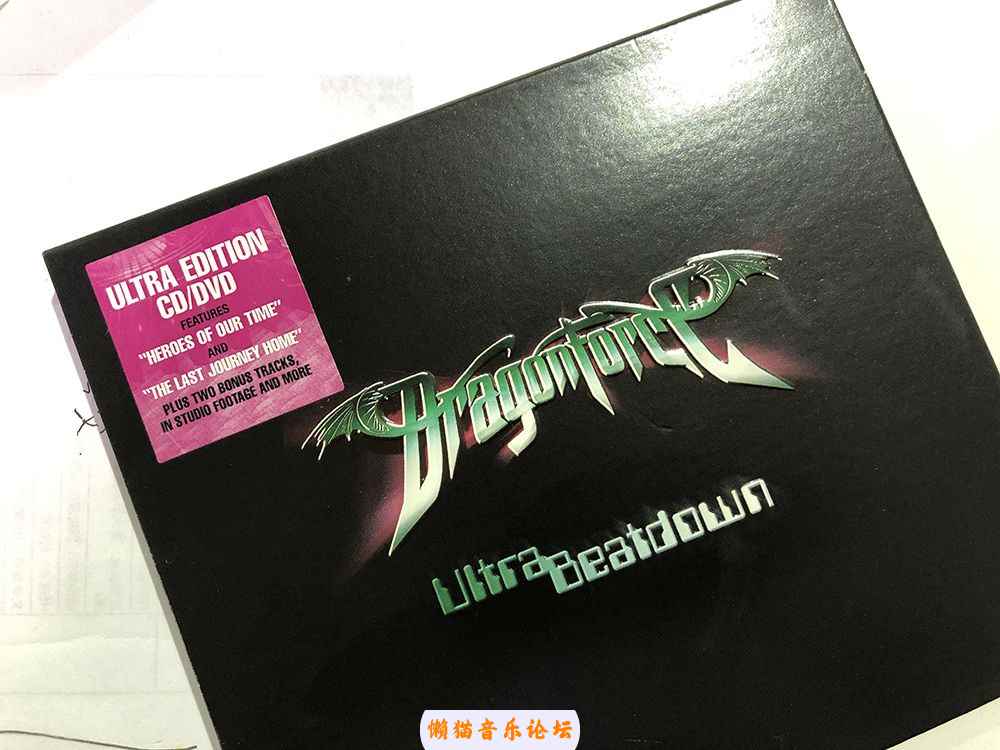 ULTRA EDITION
CD/DVD
FEATURES
"HEROES OF OUR TIME"
AND
"THE LAST JOURNEY HOME"
PLUS TWO BONUS TRACKS,
IN STUDIO FOOTAGE AND MORE
DragonForce
Ultra Beatdown
懒猫音乐论坛